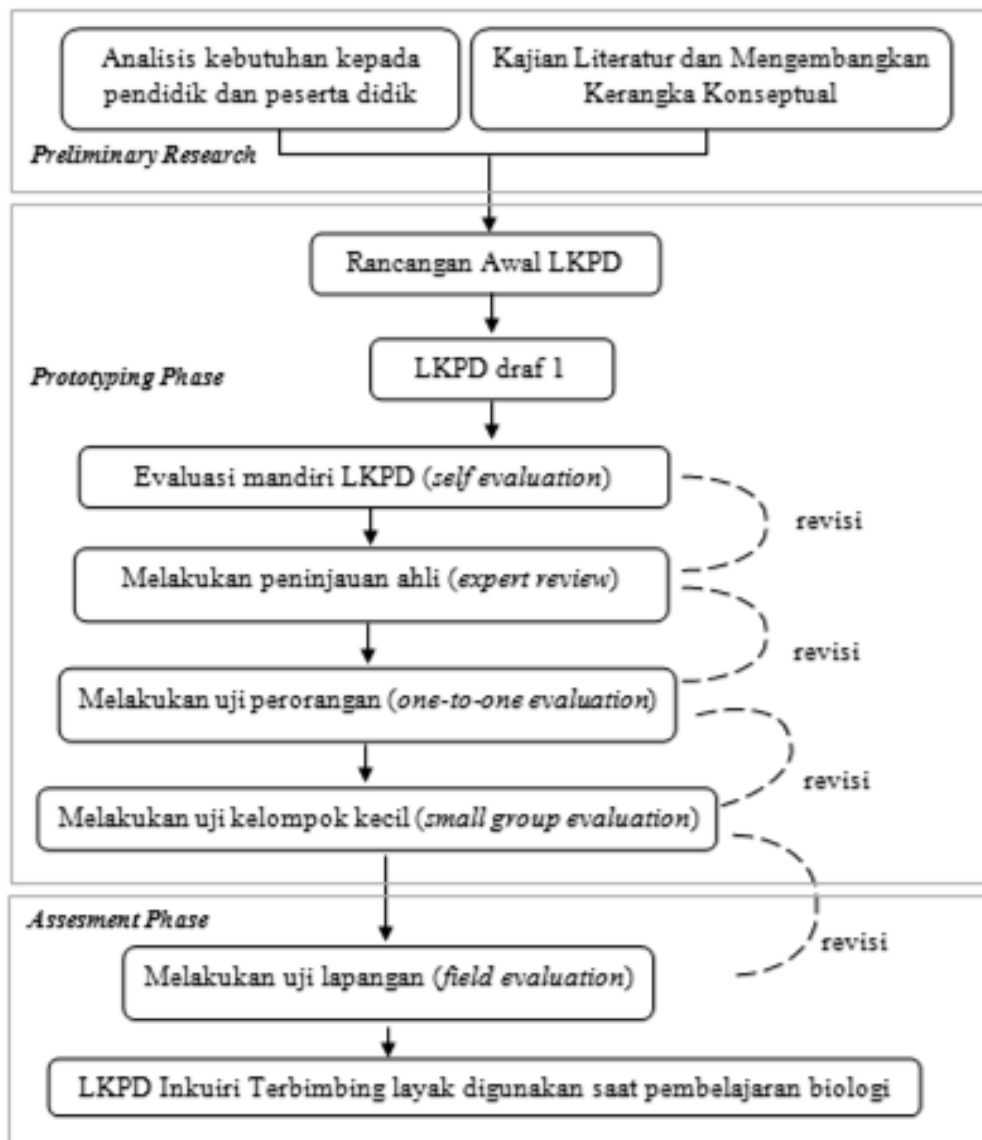 Analisis kebutuhan kepada
pendidik dan peserta didik
Kajian Literatur dan Mengembangkan
Kerangka Konseptual
Preliminary Research
Rancangan Awal LKPD
LKPD draf 1
Prototyping Phase
Evaluasi mandiri LKPD (self evaluation)
revisi
Melakukan peninjauan ahli (expert review)
revisi
Melakukan uji perorangan (one-to-one evaluation)
revisi
Melakukan uji kelompok kecil (small group evaluation)
Assesment Phase
revisi
Melakukan uji lapangan (field evaluation)
LKPD Inkuiri Terbimbing layak digunakan saat pembelajaran biologi